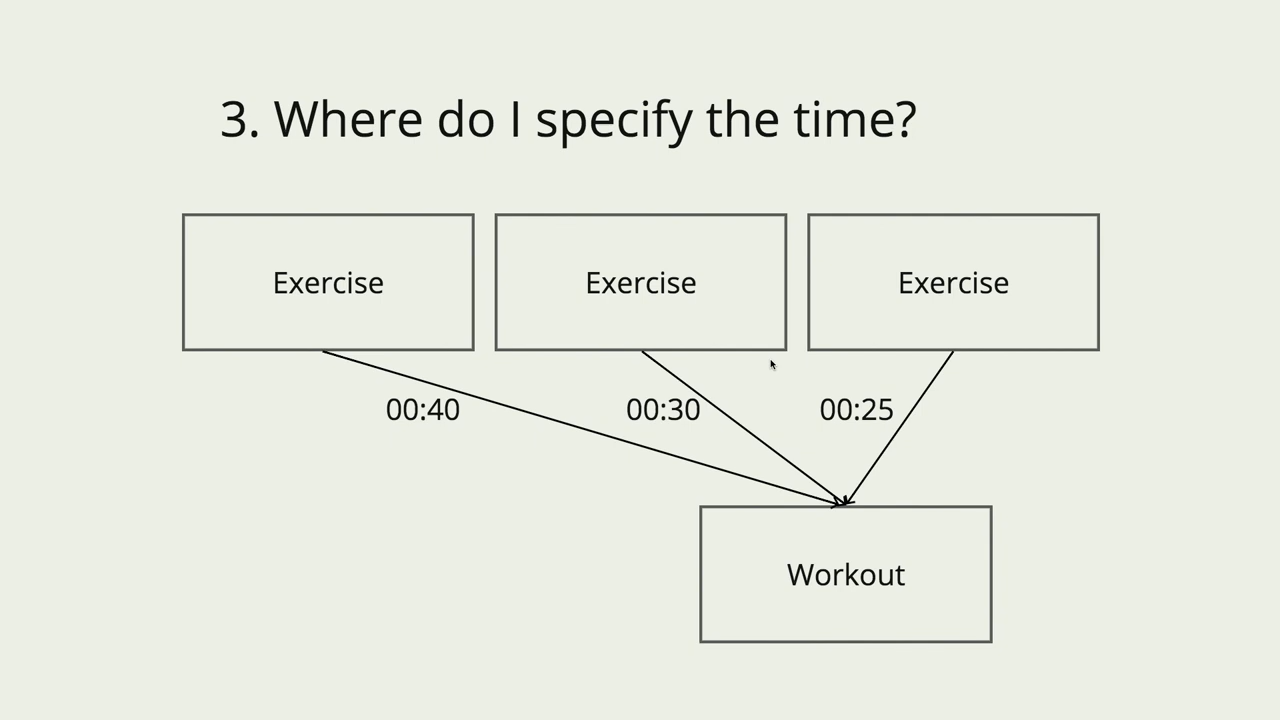 3. Where do I specify the time?
Exercise
Exercise
Exercise
00:40
00:30
00:25
Workout